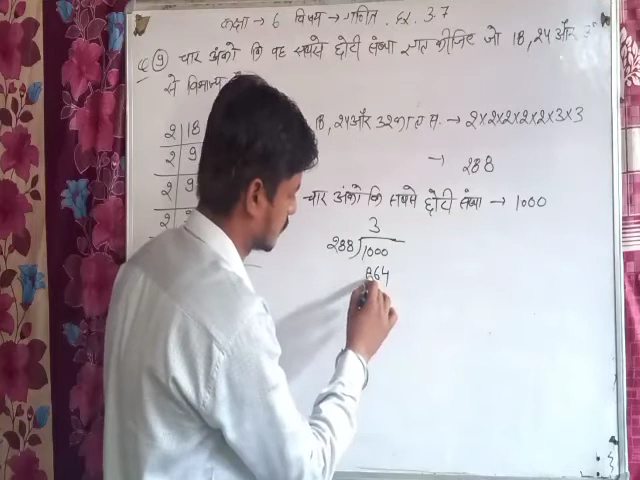 कक्षा → 6 विषय → गणित . Ex. 3.7
Q ⑨ चार अंको कि वह सबसे छोटी संख्या ज्ञात कीजिए जो 18, 24 और
से विभाज्य
2 | 18
2 | 9
2 | 9
2
18, 24 और 32 का ल स. → 2×2×2×2×2×3×3
→ 288
चार अंको कि सबसे छोटी संख्या → 1000
3
288) 1000
864